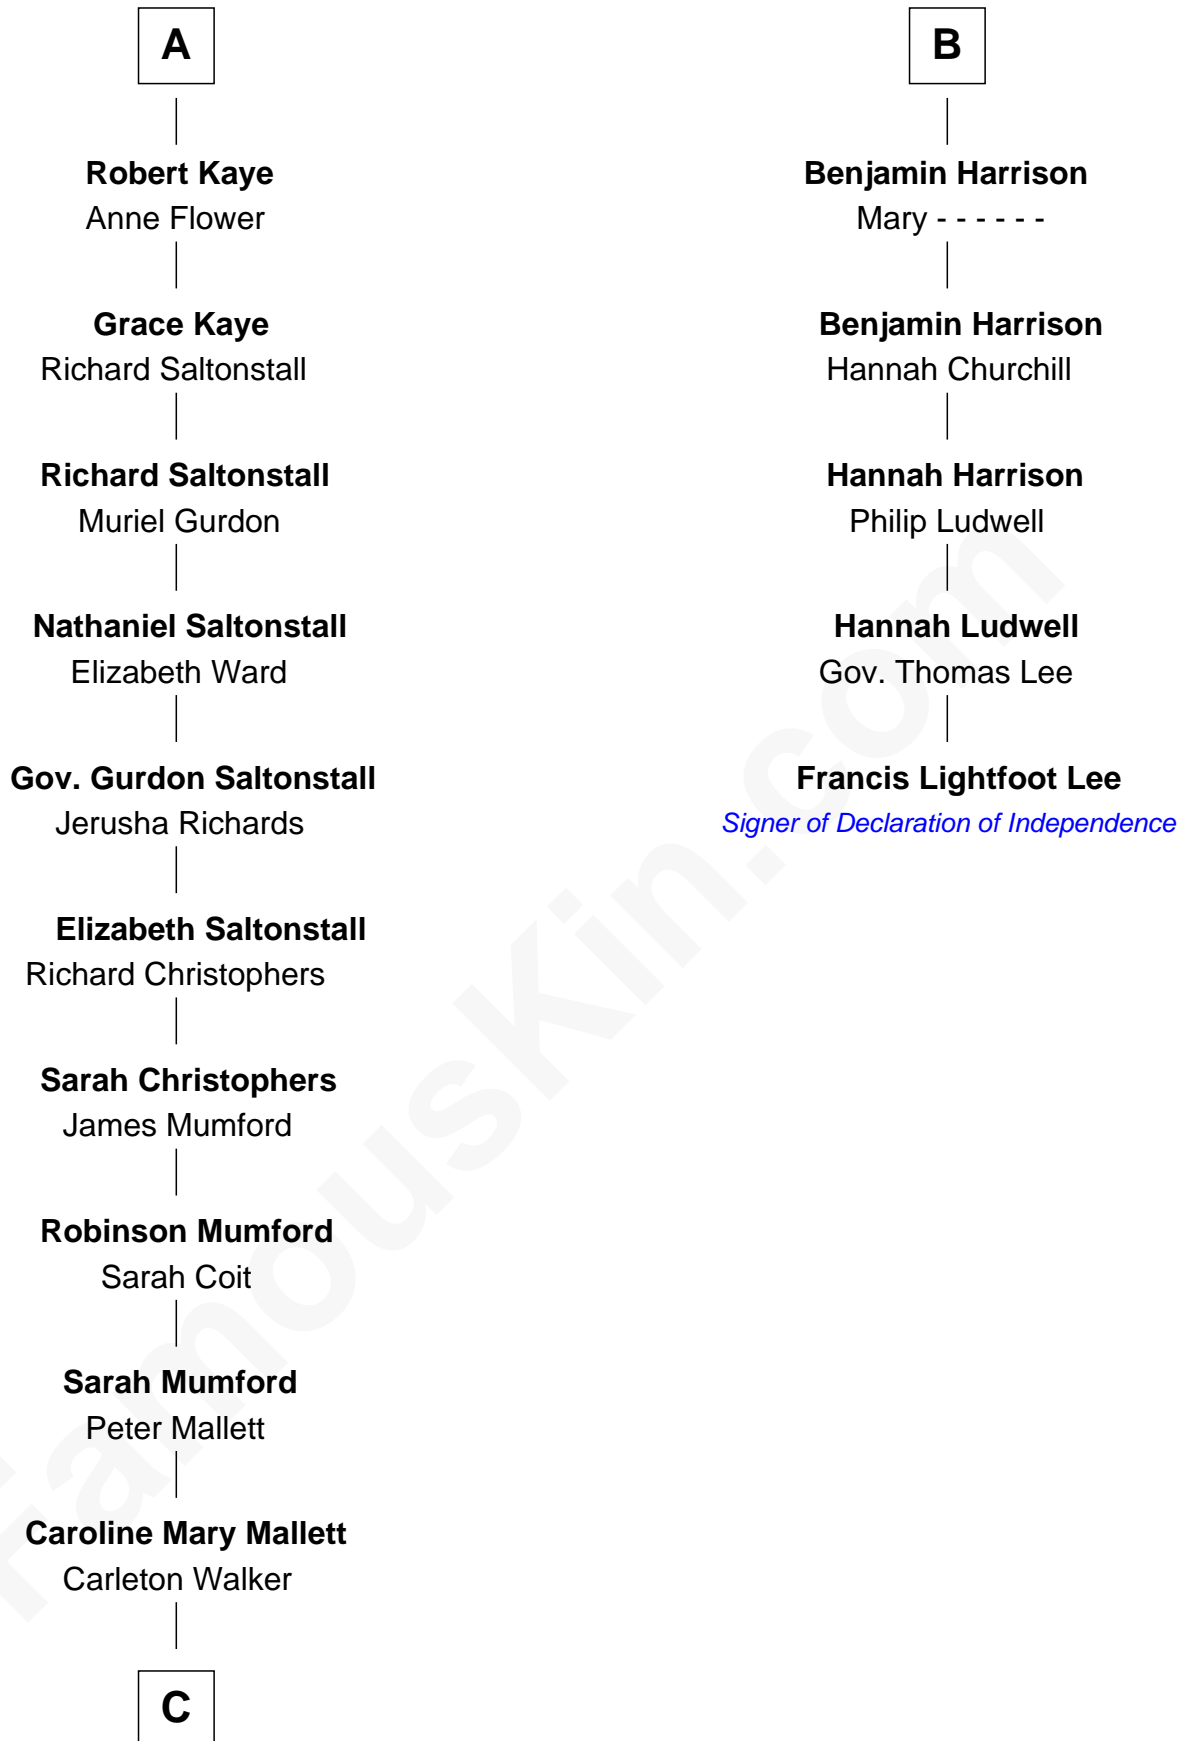 A
Robert Kaye
Anne Flower
Grace Kaye
Richard Saltonstall
Richard Saltonstall
Muriel Gurdon
Nathaniel Saltonstall
Elizabeth Ward
Gov. Gurdon Saltonstall
Jerusha Richards
Elizabeth Saltonstall
Richard Christophers
Sarah Christophers
James Mumford
Robinson Mumford
Sarah Coit
Sarah Mumford
Peter Mallett
Caroline Mary Mallett
Carleton Walker
C
B
Benjamin Harrison
Mary - - - - - -
Benjamin Harrison
Hannah Churchill
Hannah Harrison
Philip Ludwell
Hannah Ludwell
Gov. Thomas Lee
Francis Lightfoot Lee
Signer of Declaration of Independence
FamousKin.com